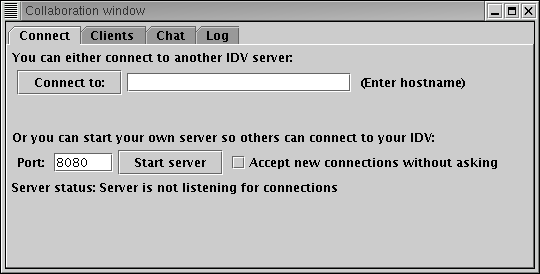 Collaboration window
Connect Clients Chat Log
You can either connect to another IDV server:
Connect to: (Enter hostname)
Or you can start your own server so others can connect to your IDV:
Port: 8080 Start server Accept new connections without asking
Server status: Server is not listening for connections